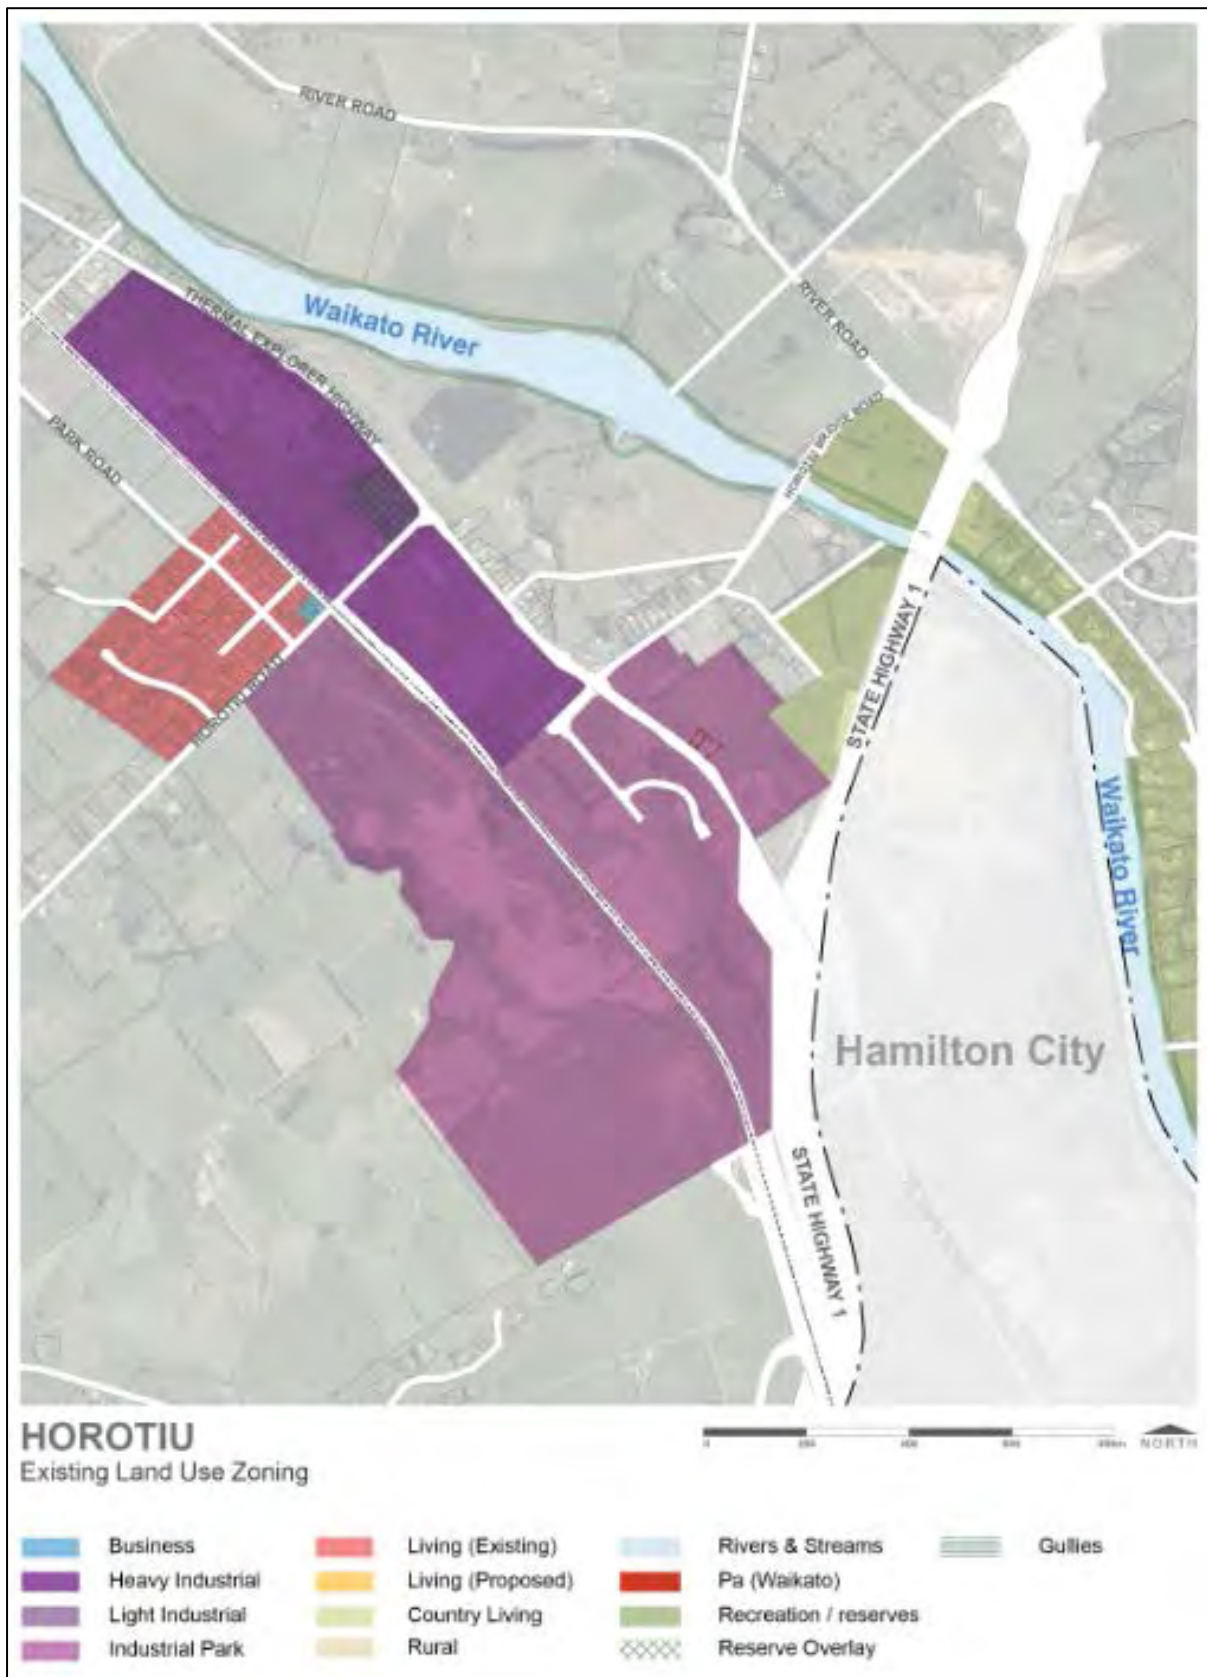 RIVER ROAD
Waikato River
THERMAL EXPLORER HIGHWAY
RIVER ROAD
PARK ROAD
HOROTIU BRIDGE ROAD
HOROTIU ROAD
STATE HIGHWAY 1
Waikato River
Hamilton City
STATE HIGHWAY 1
HOROTIU
Existing Land Use Zoning
0
NORTH
Business
Heavy Industrial
Light Industrial
Industrial Park
Living (Existing)
Living (Proposed)
Country Living
Rural
Rivers & Streams
Pa (Waikato)
Recreation / reserves
Reserve Overlay
Gullies